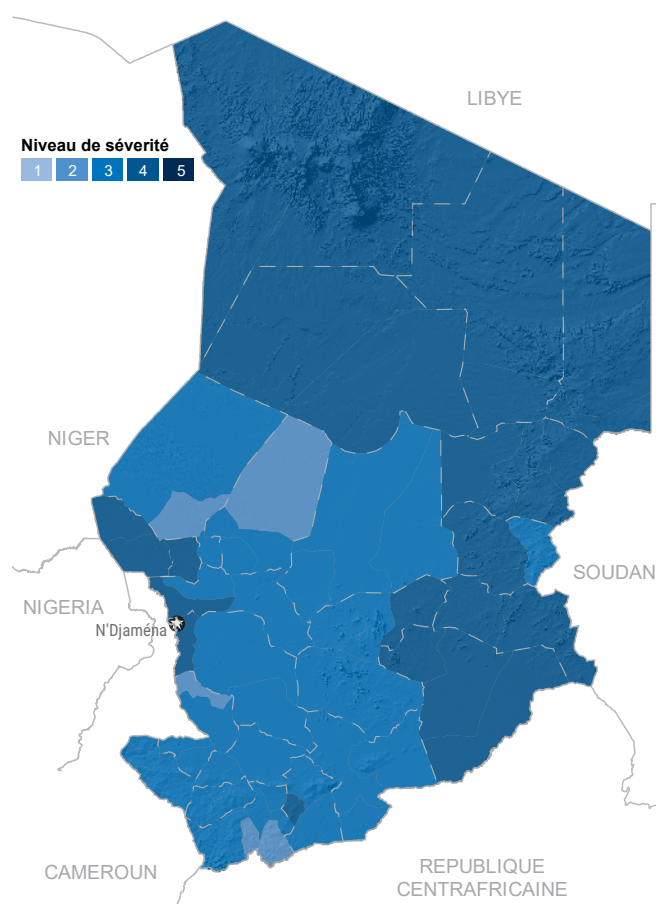 LIBYE
Niveau de sévérité
1 2 3 4 5
NIGER
SOUDAN
NIGERIA
N'Djaména
CAMEROUN
REPUBLIQUE
CENTRAFRICAINE